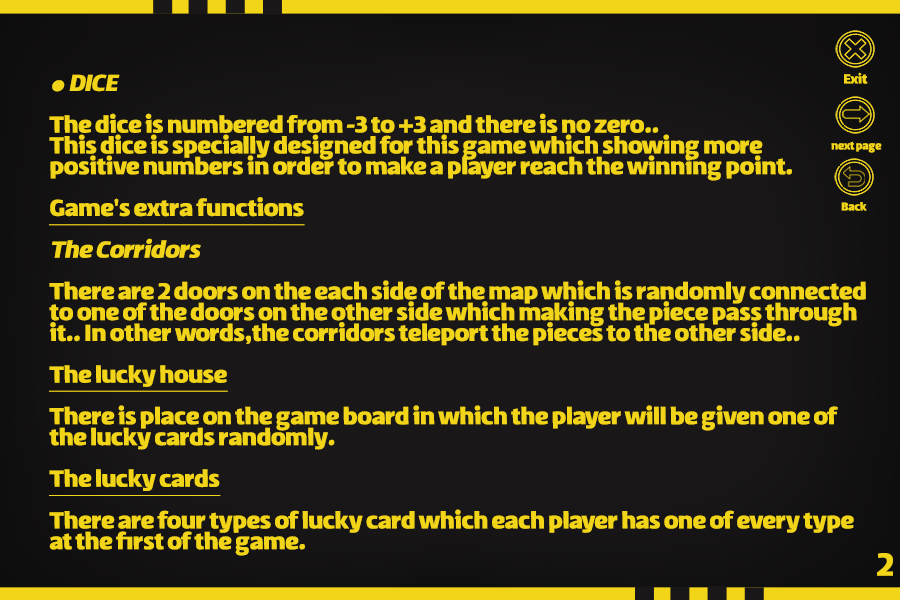 ● DICE
The dice is numbered from -3 to +3 and there is no zero..
This dice is specially designed for this game which showing more
positive numbers in order to make a player reach the winning point.
Game's extra functions
The Corridors
There are 2 doors on the each side of the map which is randomly connected
to one of the doors on the other side which making the piece pass through
it.. In other words,the corridors teleport the pieces to the other side..
The lucky house
There is place on the game board in which the player will be given one of
the lucky cards randomly.
The lucky cards
There are four types of lucky card which each player has one of every type
at the first of the game.
Exit
next page
Back
2